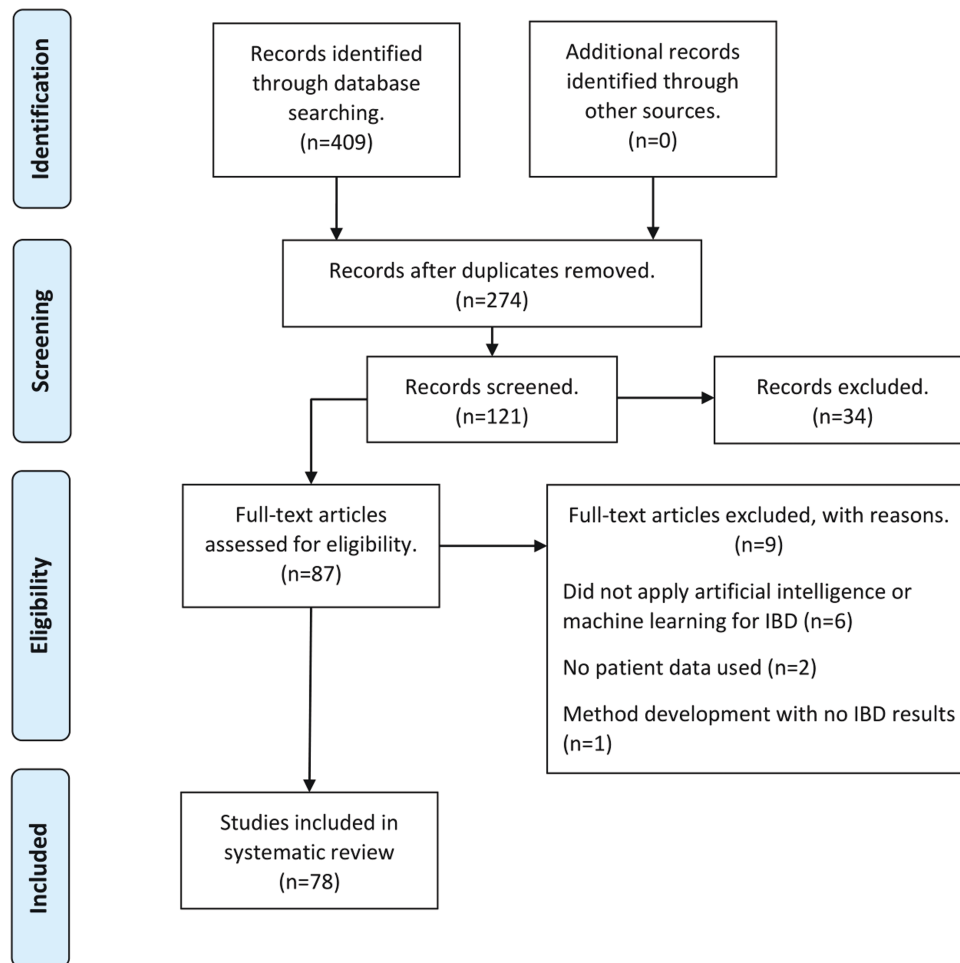 Identification
Records identified
through database
searching.
(n=409)
Additional records
identified through
other sources.
(n=0)
Screening
Records after duplicates removed.
(n=274)
Records screened.
(n=121)
Records excluded.
(n=34)
Eligibility
Full-text articles
assessed for eligibility.
(n=87)
Full-text articles excluded, with reasons.
(n=9)
Did not apply artificial intelligence or
machine learning for IBD (n=6)
No patient data used (n=2)
Method development with no IBD results
(n=1)
Included
Studies included in
systematic review
(n=78)